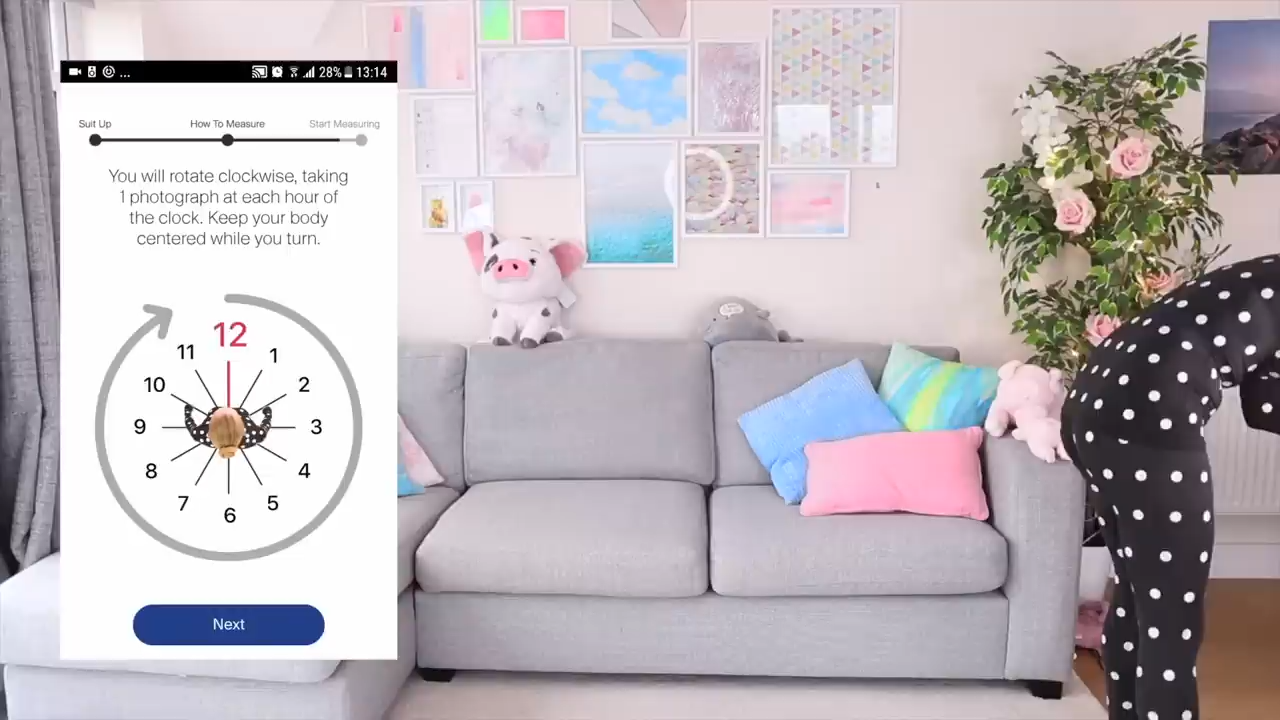 28% 13:14
Suit Up
How To Measure
Start Measuring
You will rotate clockwise, taking
1 photograph at each hour of
the clock. Keep your body
centered while you turn.
12
11
1
10
2
9
3
8
4
7
5
6
Next